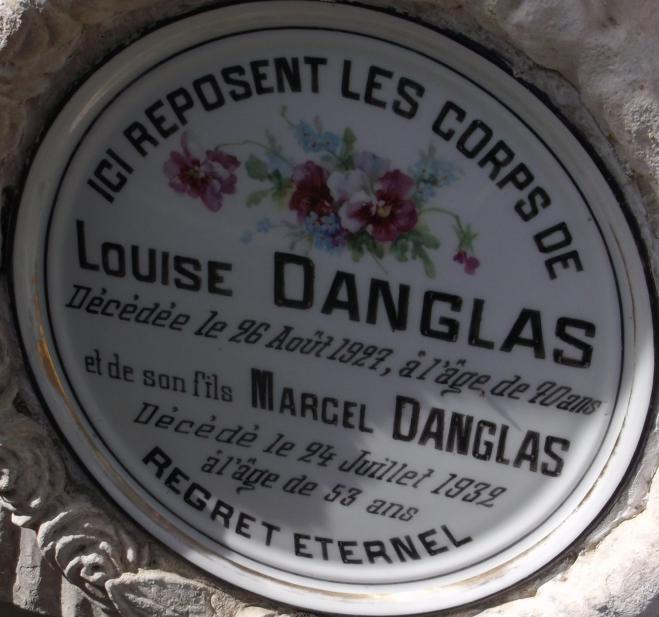 ICI REPOSENT LES CORPS DE
LOUISE DANGLAS
Décédée le 26 Août 1927, à l'âge de 70 ans
et de son fils MARCEL DANGLAS
Décédé le 24 Juillet 1932
à l'âge de 53 ans
REGRET ETERNEL